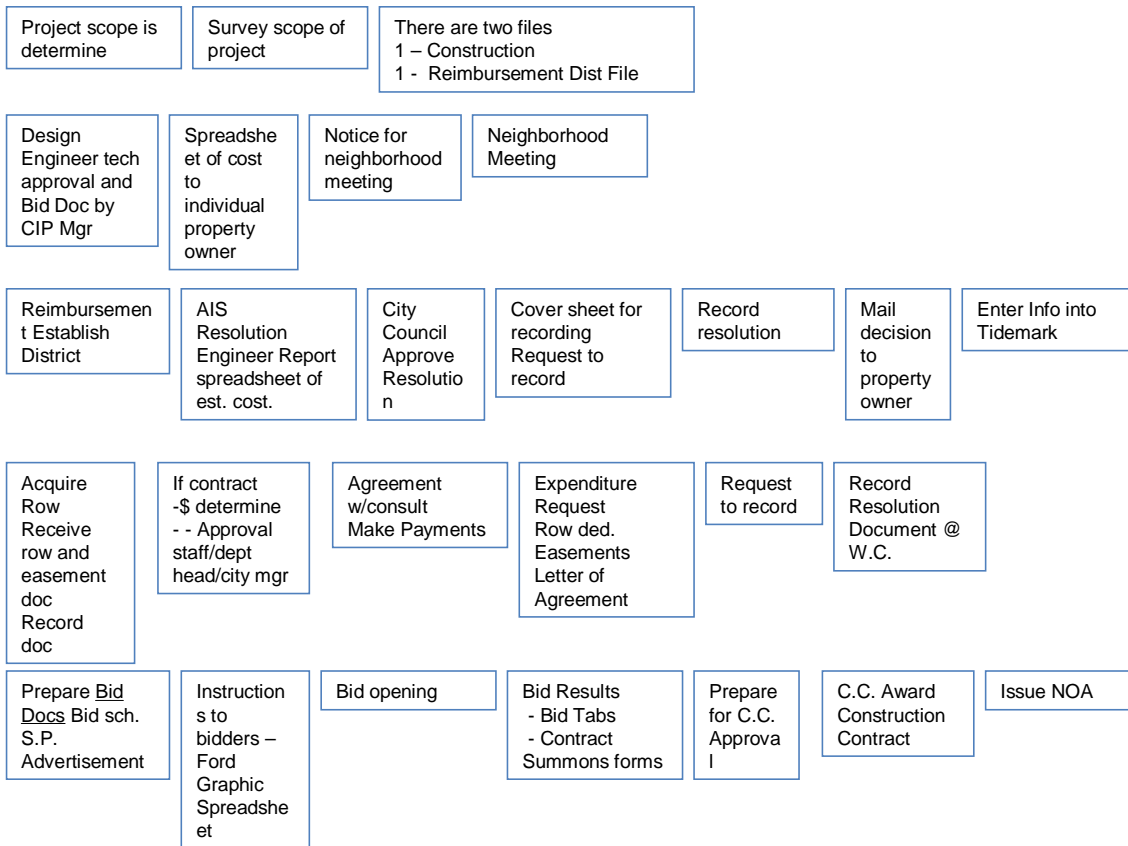 Project scope is
determine
Survey scope of
project
There are two files
1 – Construction
1 - Reimbursement Dist File
Design
Engineer tech
approval and
Bid Doc by
CIP Mgr
Spreadshe
et of cost
to
individual
property
owner
Notice for
neighborhood
meeting
Neighborhood
Meeting
Reimbursemen
t Establish
District
AIS
Resolution
Engineer Report
spreadsheet of
est. cost.
City
Council
Approve
Resolutio
n
Cover sheet for
recording
Request to
record
Record
resolution
Mail
decision
to
property
owner
Enter Info into
Tidemark
Acquire
Row
Receive
row and
easement
doc
Record
doc
If contract
-$ determine
- - Approval
staff/dept
head/city mgr
Agreement
w/consult
Make Payments
Expenditure
Request
Row ded.
Easements
Letter of
Agreement
Request
to record
Record
Resolution
Document @
W.C.
Prepare Bid
Docs Bid sch.
S.P.
Advertisement
Instruction
s to
bidders –
Ford
Graphic
Spreadshe
et
Bid opening
Bid Results
- Bid Tabs
- Contract
Summons forms
Prepare
for C.C.
Approva
l
C.C. Award
Construction
Contract
Issue NOA